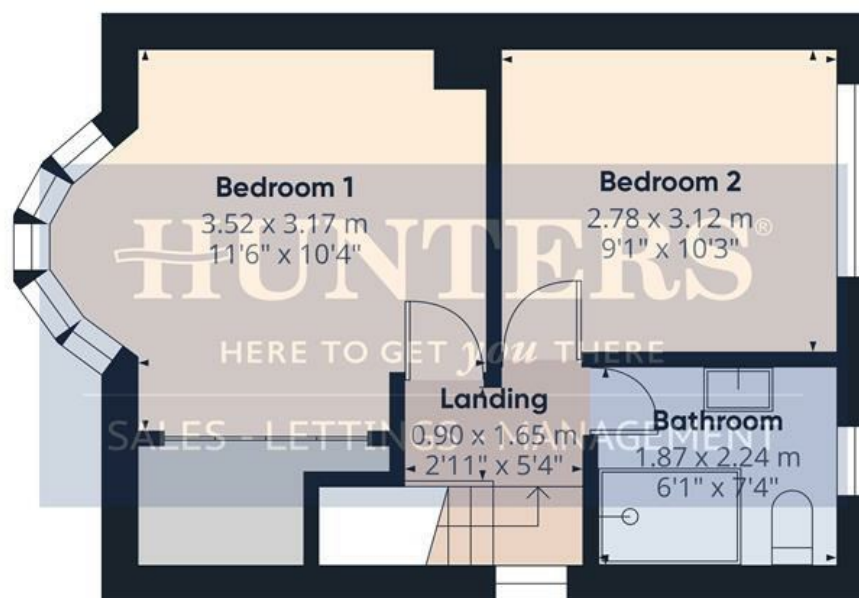 Bedroom 1
3.52 x 3.17 m
11'6" x 10'4"
Bedroom 2
2.78 x 3.12 m
9'1" x 10'3"
HUNTERS®
HERE TO GET you THERE
SALES - LETTINGS - MANAGEMENT
Landing
0.90 x 1.65 m
2'11" x 5'4"
Bathroom
1.87 x 2.24 m
6'1" x 7'4"